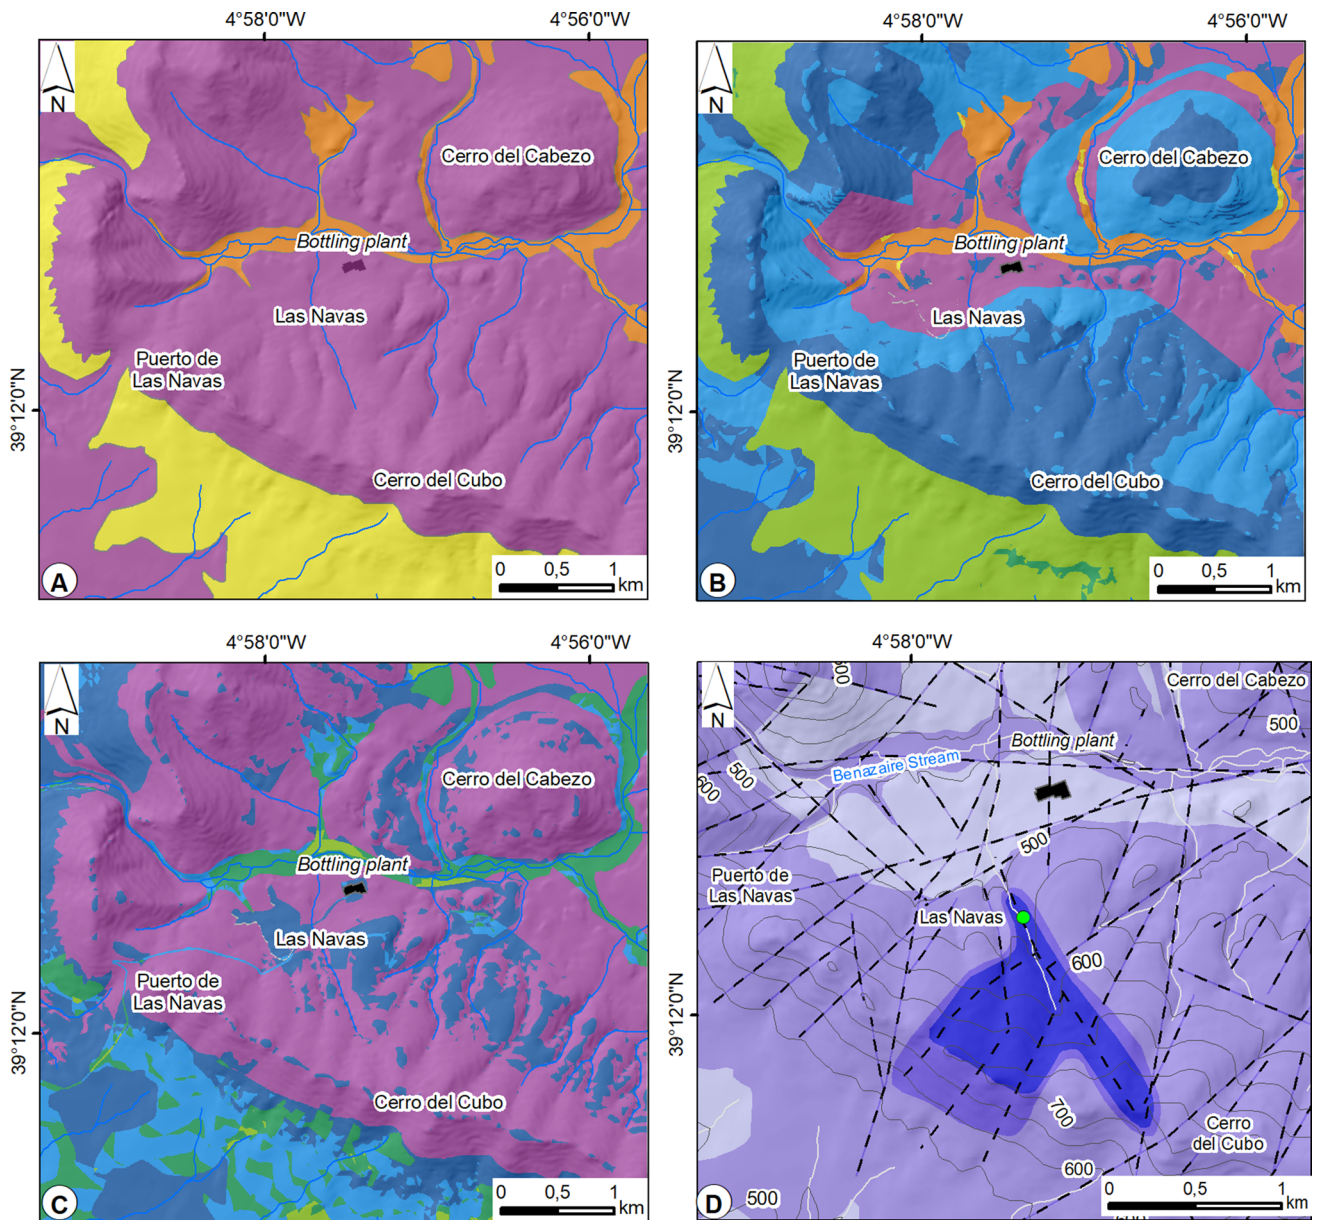 4°58'0"W
4°56'0"W
N
Cerro del Cabezo
Bottling plant
Las Navas
Puerto de
Las Navas
39°12'0"N
Cerro del Cubo
0 0,5 1
km
A
4°58'0"W
4°56'0"W
N
Cerro del Cabezo
Bottling plant
Las Navas
Puerto de
Las Navas
39°12'0"N
Cerro del Cubo
0 0,5 1
km
B
4°58'0"W
4°56'0"W
N
Cerro del Cabezo
Bottling plant
Las Navas
Puerto de
Las Navas
39°12'0"N
Cerro del Cubo
0 0,5 1
km
C
4°58'0"W
N
Cerro del Cabezo
500
Bottling plant
Benazaire Stream
500
600
500
Puerto de
Las Navas
Las Navas
600
39°12'0"N
700
Cerro
del Cubo
600
500
0 0,5 1
km
D